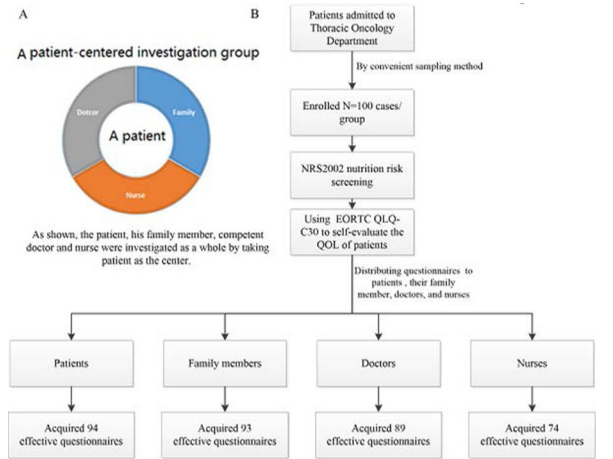 A
A patient-centered investigation group
Dotcor
Family
A patient
Nurse
As shown, the patient, his family member, competent
doctor and nurse were investigated as a whole by taking
patient as the center.
B
Patients admitted to
Thoracic Oncology
Department
By convenient sampling method
Enrolled N=100 cases/
group
NRS2002 nutrition risk
screening
Using EORTC QLQ-
C30 to self-evaluate the
QOL of patients
Distributing questionnaires to
patients , their family
member, doctors, and nurses
Patients
Family members
Doctors
Nurses
Acquired 94
effective questionnaires
Acquired 93
effective questionnaires
Acquired 89
effective questionnaires
Acquired 74
effective questionnaires